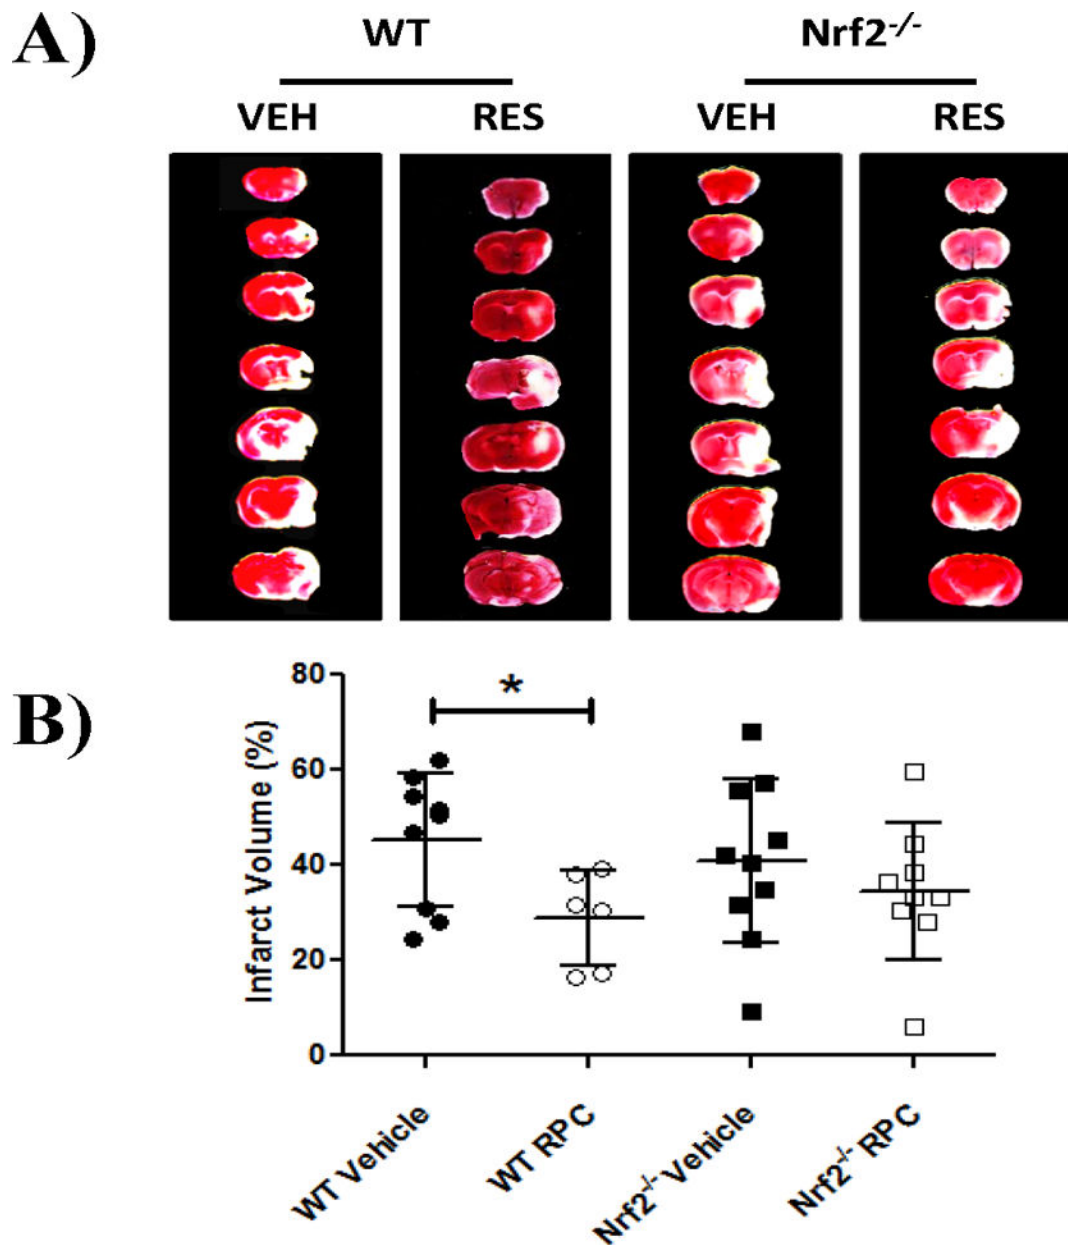 A)
WT Nrf2-/-
VEH RES VEH RES
B)
*
Infarct Volume (%)
80
60
40
20
0
WT Vehicle
WT RPC
Nrf2-/- Vehicle
Nrf2-/- RPC